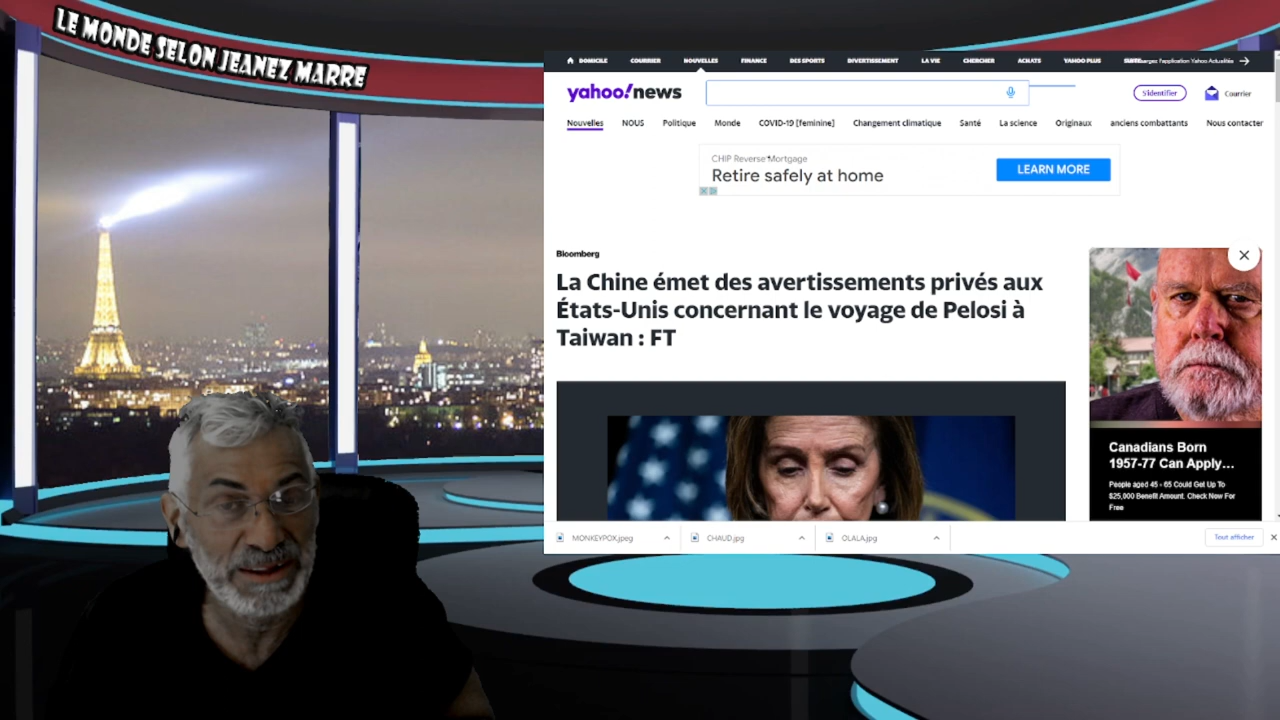 LE MONDE SELON JEANEZ MARRE
DOMICILE COURRIER NOUVELLES FINANCE DES SPORTS DIVERTISSEMENT LA VIE CHERCHER ACHATS YAHOO PLUS l'application Yahoo Actualités
yahoo!news
S'identifier Courrier
Nouvelles NOUS Politique Monde COVID-19 [feminine] Changement climatique Santé La science Originaux anciens combattants Nous contacter
CHIP Reverse Mortgage
Retire safely at home
LEARN MORE
Bloomberg
La Chine émet des avertissements privés aux
États-Unis concernant le voyage de Pelosi à
Taiwan : FT
Canadians Born
1957-77 Can Apply...
People aged 45 - 65 Could Get Up To
$25,000 Benefit Amount. Check Now For
Free
MONKEYPOX.jpeg CHAUD.jpg OLALA.jpg Tout afficher